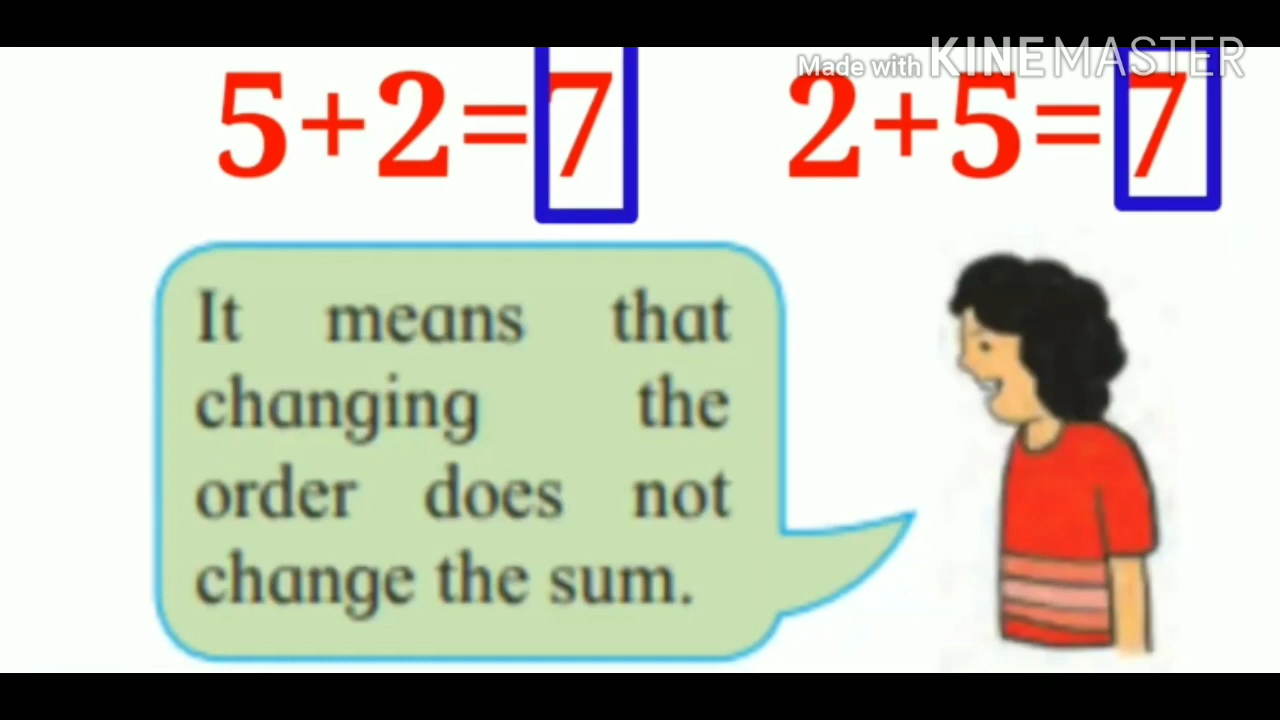 Made with KINEMASTER
5+2=7 2+5=7
It means that
changing the
order does not
change the sum.